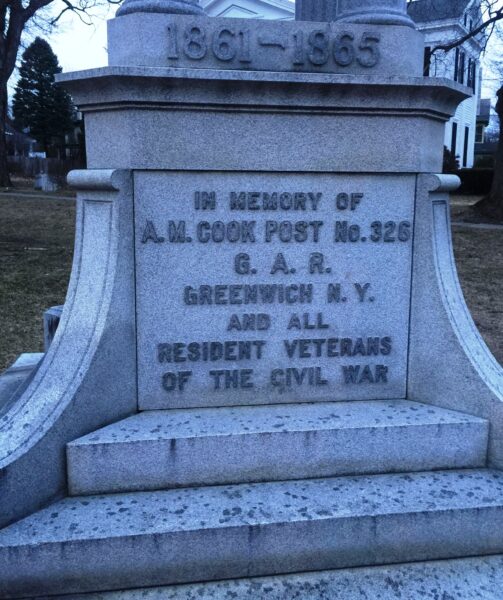 1861-1865
IN MEMORY OF
A.M. COOK POST No. 326
G. A. R.
GREENWICH N. Y.
AND ALL
RESIDENT VETERANS
OF THE CIVIL WAR